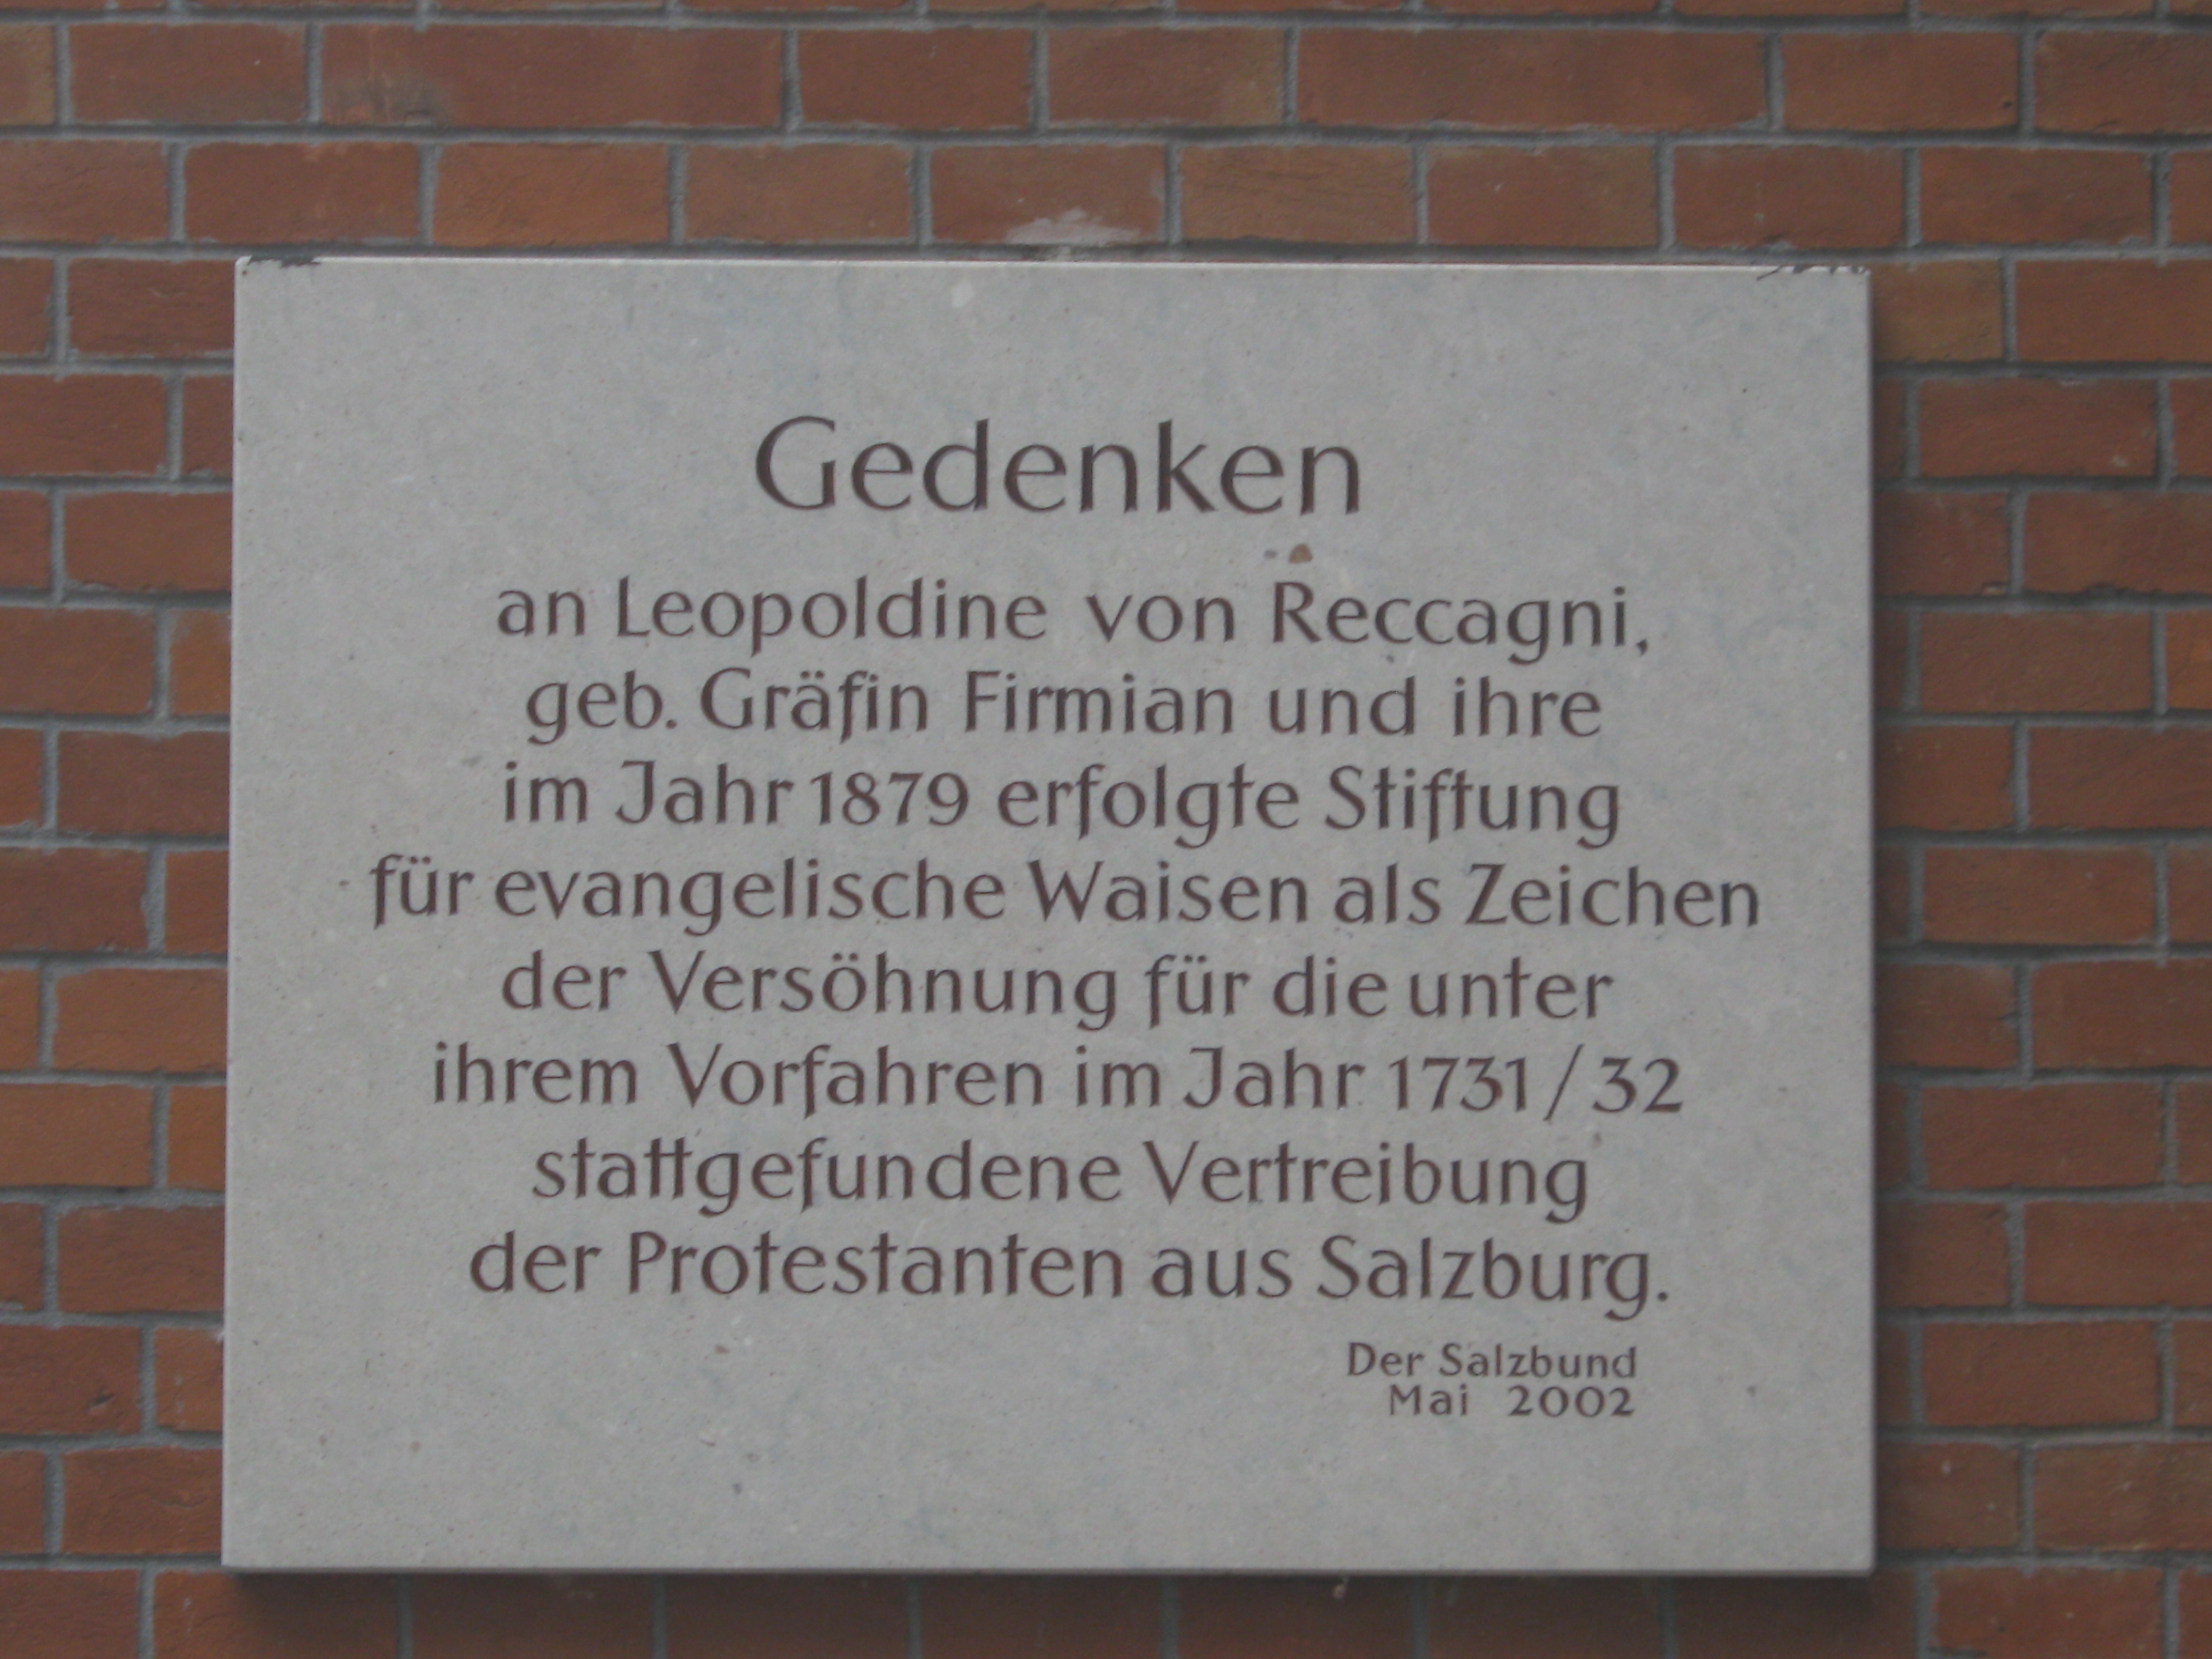 Gedenken
an Leopoldine von Reccagni,
geb. Gräfin Firmian und ihre
im Jahr 1879 erfolgte Stiftung
für evangelische Waisen als Zeichen
der Versöhnung für die unter
ihrem Vorfahren im Jahr 1731/32
stattgefundene Vertreibung
der Protestanten aus Salzburg.
Der Salzbund
Mai 2002